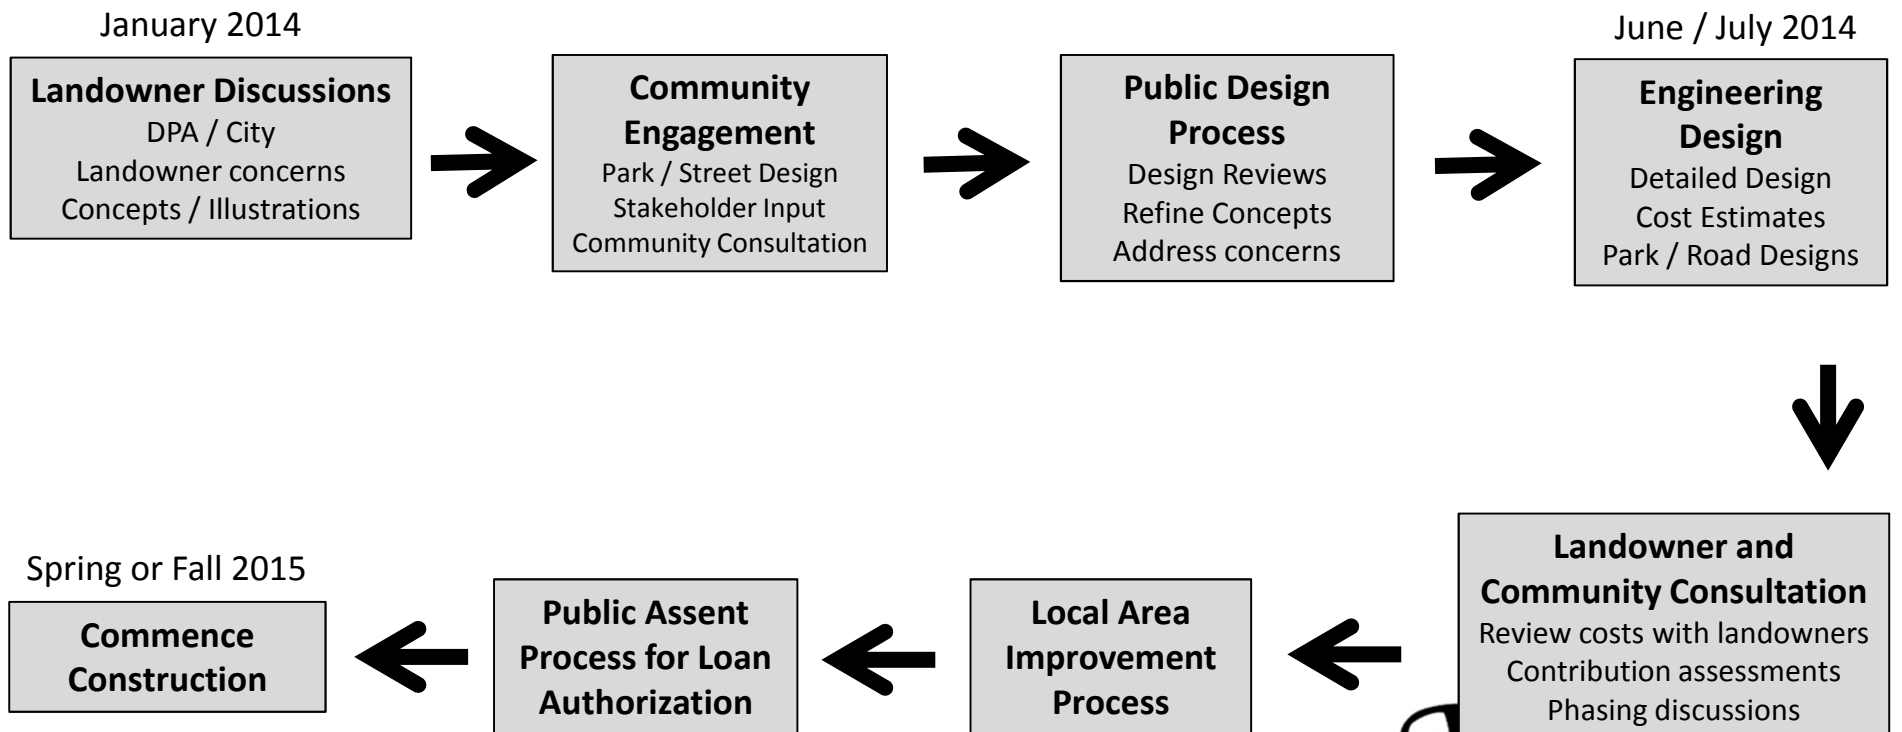 January 2014
Landowner Discussions
DPA / City
Landowner concerns
Concepts / Illustrations
Community
Engagement
Park / Street Design
Stakeholder Input
Community Consultation
Public Design
Process
Design Reviews
Refine Concepts
Address concerns
June / July 2014
Engineering
Design
Detailed Design
Cost Estimates
Park / Road Designs
Landowner and
Community Consultation
Review costs with landowners
Contribution assessments
Phasing discussions
Local Area
Improvement
Process
Public Assent
Process for Loan
Authorization
Spring or Fall 2015
Commence
Construction